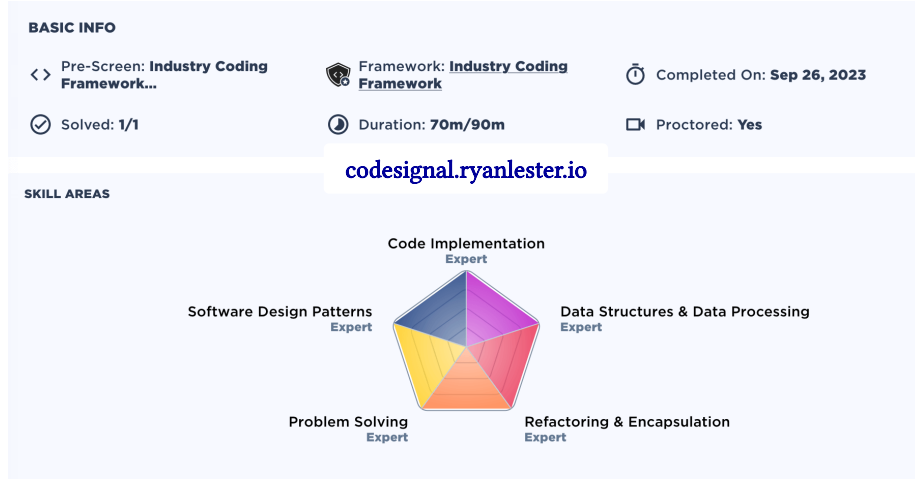 BASIC INFO
Pre-Screen: Industry Coding
Framework...
Framework: Industry Coding
Framework
Completed On: Sep 26, 2023
Solved: 1/1
Duration: 70m/90m
Proctored: Yes
codesignal.ryanlester.io
SKILL AREAS
Code Implementation
Expert
Software Design Patterns
Expert
Data Structures & Data Processing
Expert
Problem Solving
Expert
Refactoring & Encapsulation
Expert